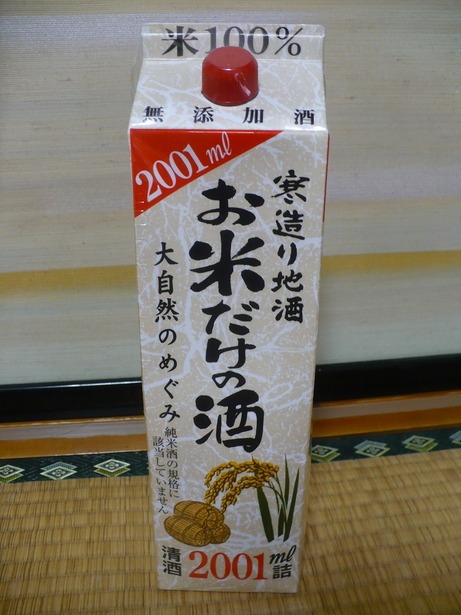 米100%
無添加酒
2001ml
寒造り地酒
お米だけの酒
大自然のめぐみ
純米酒の規格に
該当していません
清酒
2001ml詰